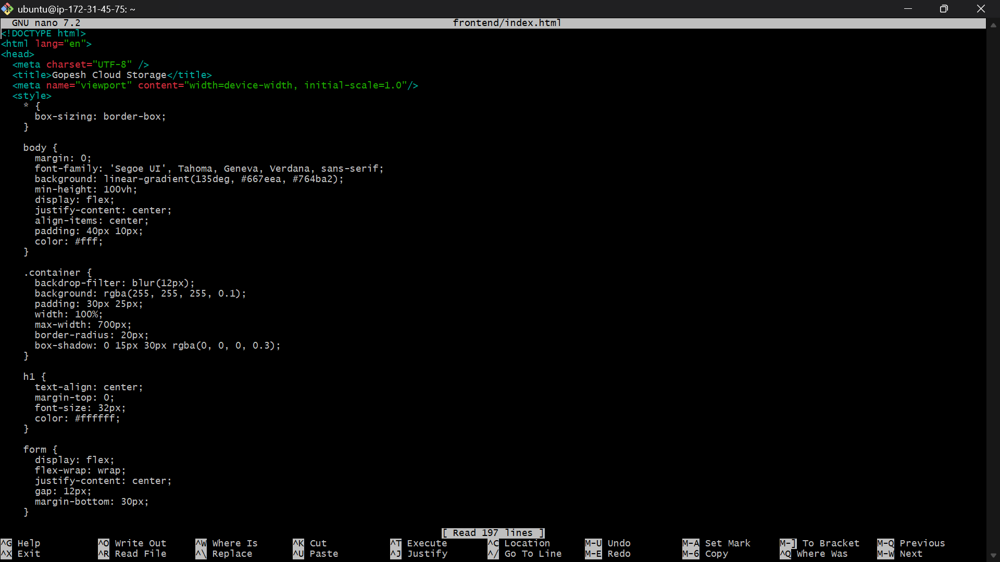 ubuntu@ip-172-31-45-75: ~
GNU nano 7.2 frontend/index.html
<!DOCTYPE html>
<html lang="en">
<head>
  <meta charset="UTF-8" />
  <title>Gopesh Cloud Storage</title>
  <meta name="viewport" content="width=device-width, initial-scale=1.0"/>
  <style>
    * {
      box-sizing: border-box;
    }
    body {
      margin: 0;
      font-family: 'Segoe UI', Tahoma, Geneva, Verdana, sans-serif;
      background: linear-gradient(135deg, #667eea, #764ba2);
      min-height: 100vh;
      display: flex;
      justify-content: center;
      align-items: center;
      padding: 40px 10px;
      color: #fff;
    }
    .container {
      backdrop-filter: blur(12px);
      background: rgba(255, 255, 255, 0.1);
      padding: 30px 25px;
      width: 100%;
      max-width: 700px;
      border-radius: 20px;
      box-shadow: 0 15px 30px rgba(0, 0, 0, 0.3);
    }
    h1 {
      text-align: center;
      margin-top: 0;
      font-size: 32px;
      color: #ffffff;
    }
    form {
      display: flex;
      flex-wrap: wrap;
      justify-content: center;
      gap: 12px;
      margin-bottom: 30px;
    }
[ Read 197 lines ]
^G Help ^O Write Out ^W Where Is ^K Cut ^T Execute ^C Location M-U Undo M-A Set Mark M-] To Bracket M-Q Previous
^X Exit ^R Read File ^\ Replace ^U Paste ^J Justify ^/ Go To Line M-E Redo M-6 Copy ^Q Where Was M-W Next